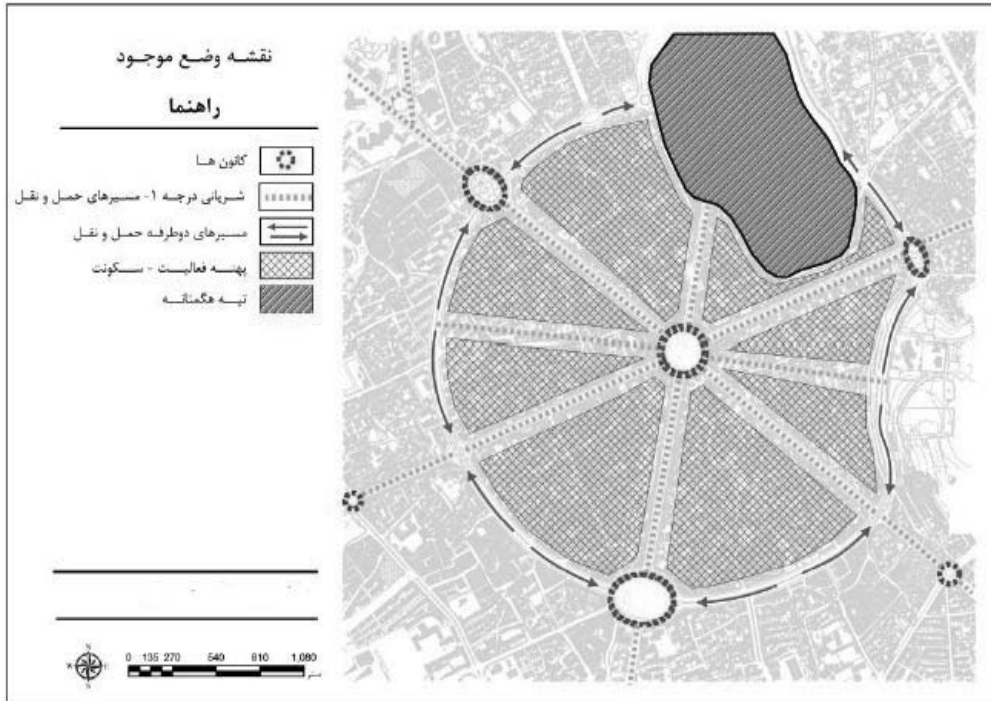 نقشه وضع موجود
راهنما
کانون ها
شریانی درجه ۱- مسیرهای حمل و نقل
مسیرهای دوطرفه حمل و نقل
پهنه فعالیت - سکونت
تپه هگمتانه
N
W E
S
0 135 270 540 810 1,080
متر